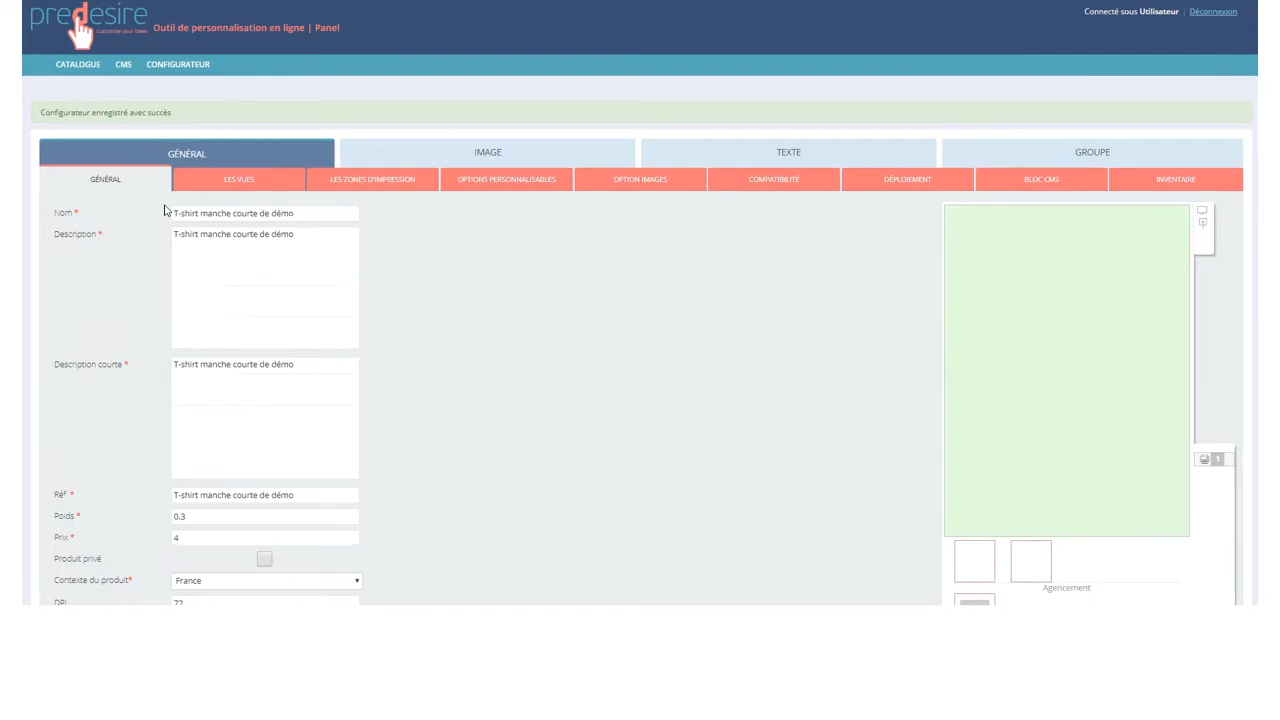 predesire
customise your ideas
Outil de personnalisation en ligne | Panel
Connecté sous Utilisateur | Déconnexion
CATALOGUE CMS CONFIGURATEUR
Configurateur enregistré avec succès
GÉNÉRAL IMAGE TEXTE GROUPE
GÉNÉRAL LES VUES LES ZONES D'IMPRESSION OPTIONS PERSONNALISABLES OPTION IMAGES COMPATIBILITÉ DÉPLOIEMENT BLOC CMS INVENTAIRE
Nom * T-shirt manche courte de démo
Description * T-shirt manche courte de démo
Description courte * T-shirt manche courte de démo
Réf * T-shirt manche courte de démo
Poids * 0.3
Prix * 4
Produit privé
Contexte du produit* France
DPI 72
1
Agencement